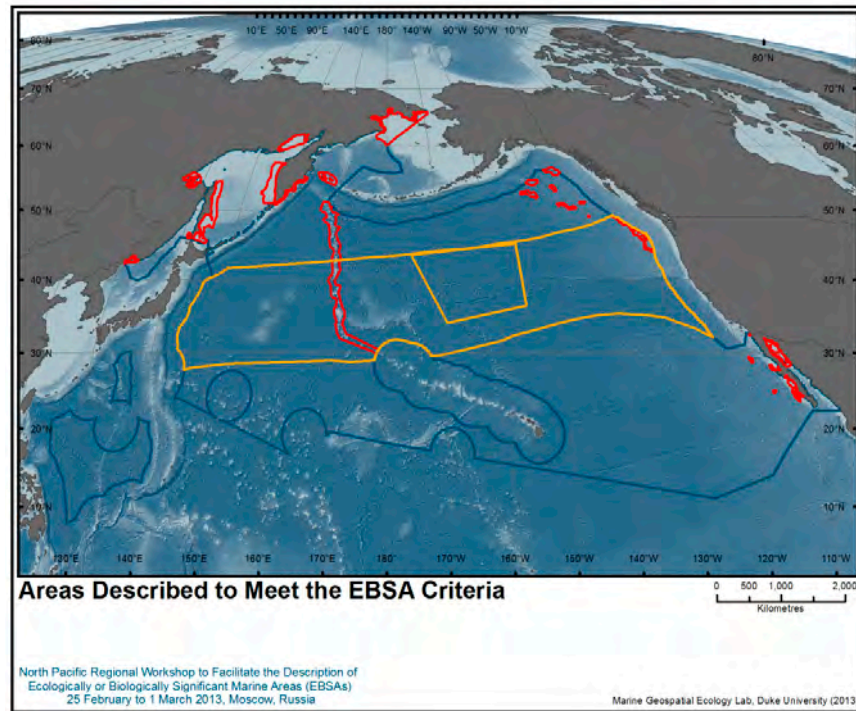 10°E 50°E 90°E 140°E 170°W 140°W 90°W 50°W 10°W
80°N
80°N
70°N
70°N
60°N
60°N
50°N
50°N
40°N
40°N
30°N
30°N
20°N
20°N
10°N
10°N
120°E 140°E 150°E 160°E 170°E 180° 170°W 160°W 150°W 140°W 130°W 120°W 110°W
Areas Described to Meet the EBSA Criteria
0 500 1,000 2,000
Kilometres
North Pacific Regional Workshop to Facilitate the Description of
Ecologically or Biologically Significant Marine Areas (EBSAs)
25 February to 1 March 2013, Moscow, Russia
Marine Geospatial Ecology Lab, Duke University (2013